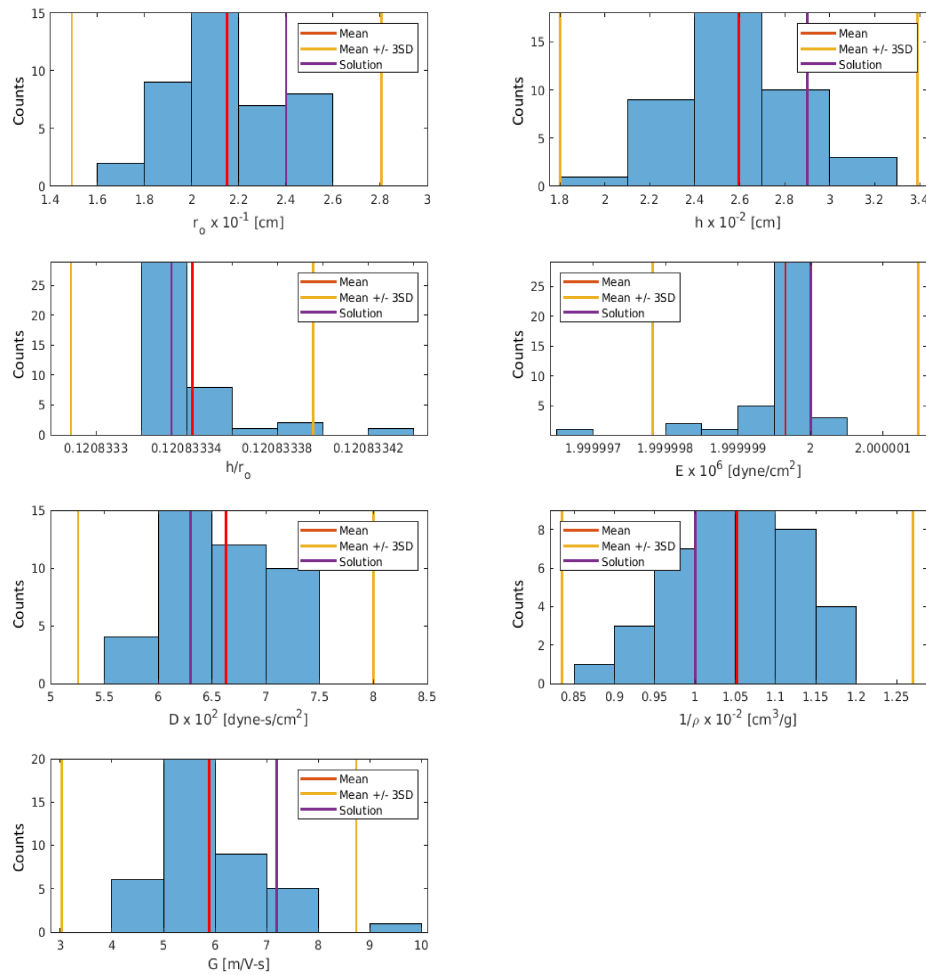 15
10
5
0
Counts
Mean
Mean +/- 3SD
Solution
1.4 1.6 1.8 2 2.2 2.4 2.6 2.8 3
r_o x 10^-1 [cm]
15
10
5
0
Counts
Mean
Mean +/- 3SD
Solution
1.8 2 2.2 2.4 2.6 2.8 3 3.2 3.4
h x 10^-2 [cm]
25
20
15
10
5
0
Counts
Mean
Mean +/- 3SD
Solution
0.12083333 0.12083334 0.12083339 0.12083342
h/r_o
25
20
15
10
5
Counts
Mean
Mean +/- 3SD
Solution
1.999997 1.999998 1.999999 2 2.000001
E x 10^6 [dyne/cm^2]
15
10
5
0
Counts
Mean
Mean +/- 3SD
Solution
5 5.5 6 6.5 7 7.5 8 8.5
D x 10^2 [dyne-s/cm^2]
8
6
4
2
0
Counts
Mean
Mean +/- 3SD
Solution
0.85 0.9 0.95 1 1.05 1.1 1.15 1.2 1.25
1/ρ x 10^-2 [cm^3/g]
20
15
10
5
0
Counts
Mean
Mean +/- 3SD
Solution
3 4 5 6 7 8 9 10
G [m/V-s]